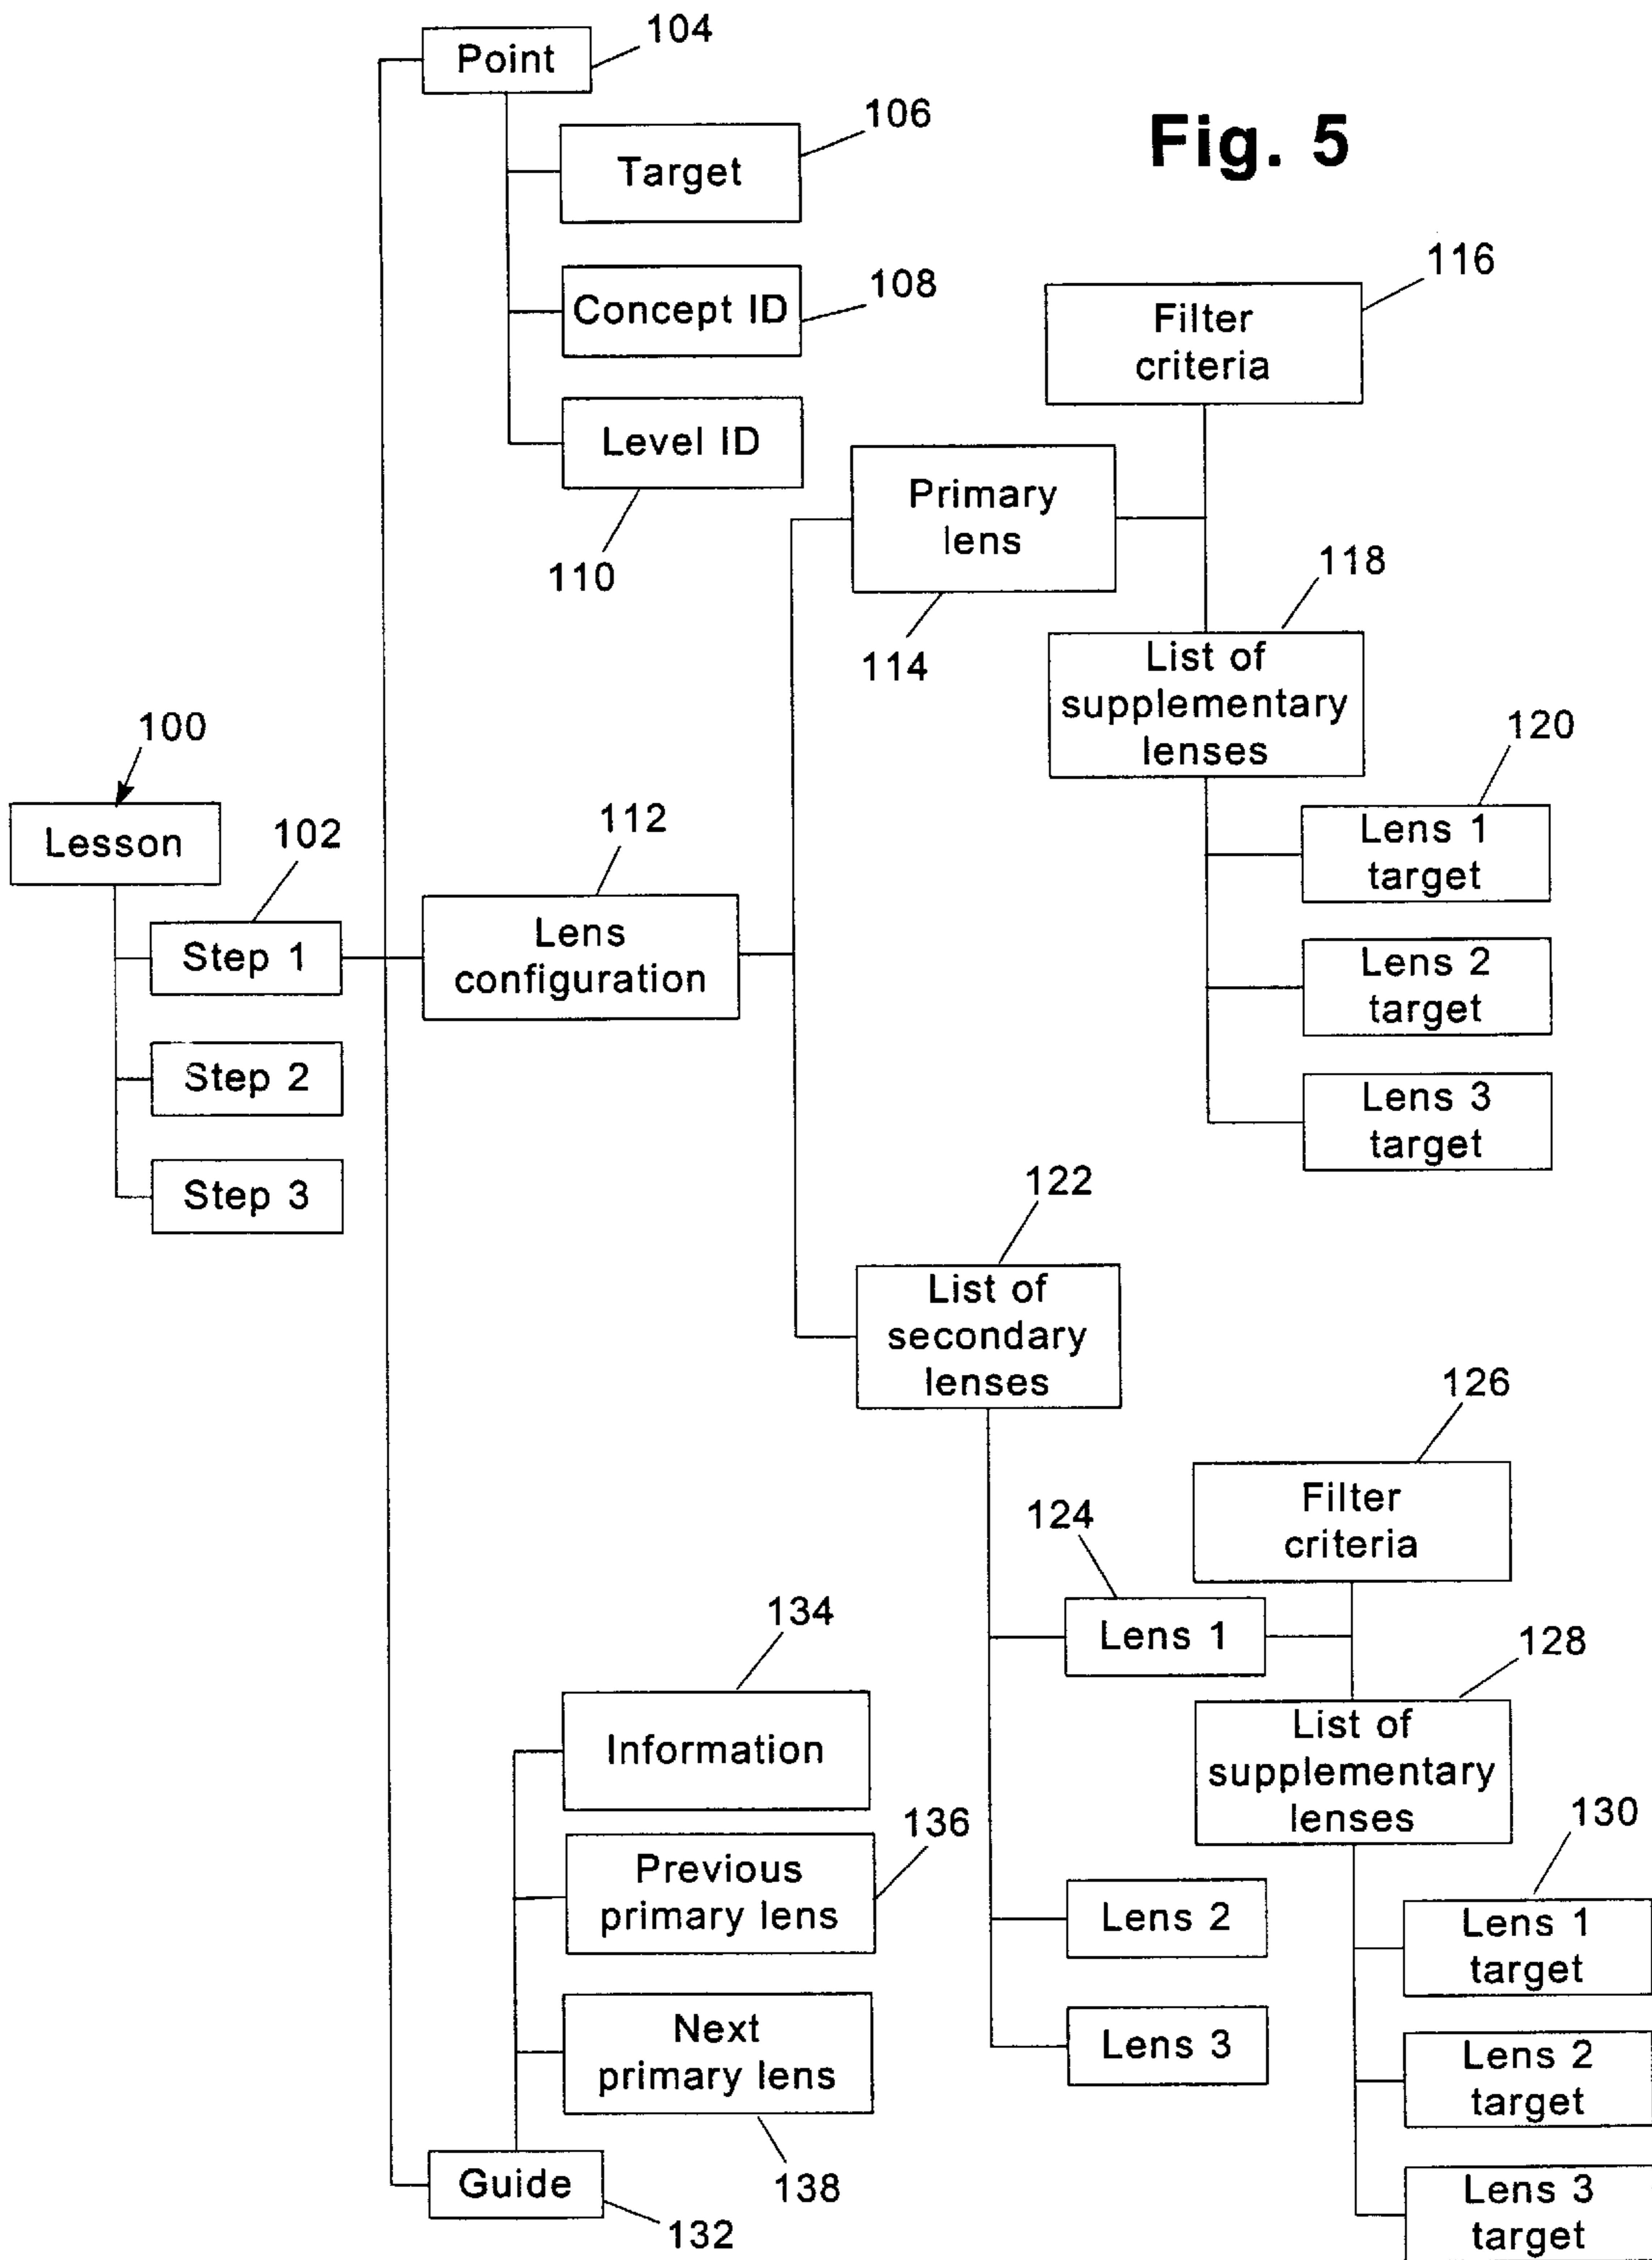 Fig. 5
Point
104
Target
106
Concept ID
108
Level ID
110
Filter
criteria
116
Primary
lens
114
List of
supplementary
lenses
118
Lens 1
target
120
Lens 2
target
Lens 3
target
100
Lesson
102
Step 1
Step 2
Step 3
112
Lens
configuration
122
List of
secondary
lenses
126
Filter
criteria
124
Lens 1
128
List of
supplementary
lenses
130
Lens 1
target
Lens 2
target
Lens 3
target
Lens 2
Lens 3
134
Information
136
Previous
primary lens
Next
primary lens
138
Guide
132